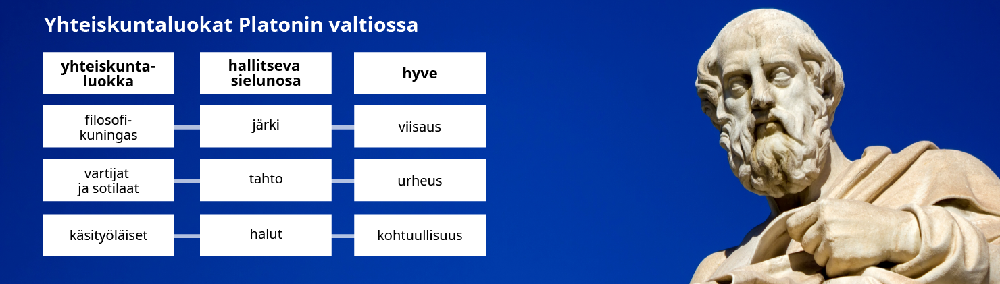 Yhteiskuntaluokat Platonin valtiossa
yhteiskunta-
luokka
hallitseva
sielunosa
hyve
filosofi-
kuningas
järki
viisaus
vartijat
ja sotilaat
tahto
urheus
käsityöläiset
halut
kohtuullisuus